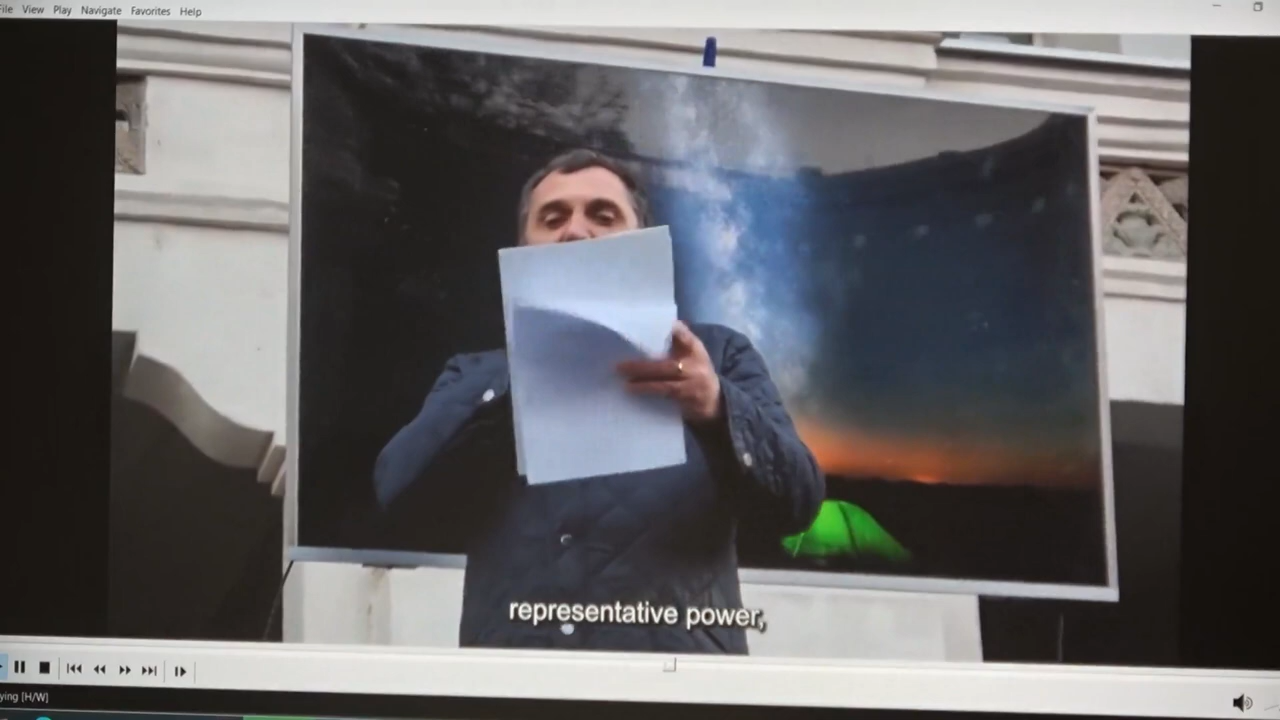 File View Play Navigate Favorites Help
representative power,
ying [H/W]